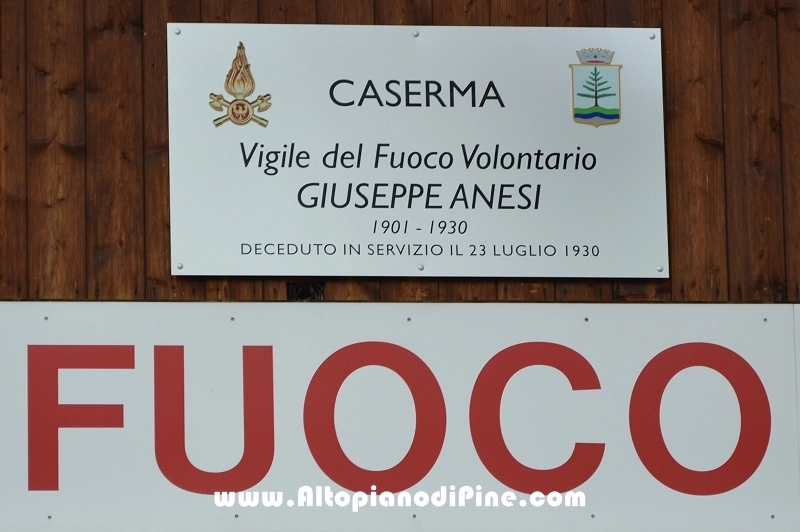 CASERMA
Vigile del Fuoco Volontario
GIUSEPPE ANESI
1901 - 1930
DECEDUTO IN SERVIZIO IL 23 LUGLIO 1930
FUOCO
www.AltopianodiPine.com